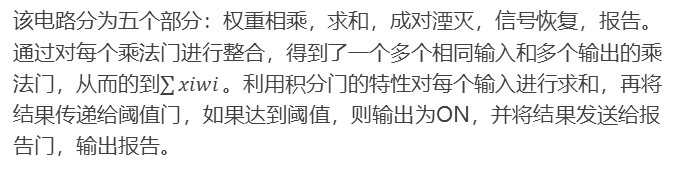 该电路分为五个部分：权重相乘，求和，成对湮灭，信号恢复，报告。
通过对每个乘法门进行整合，得到了一个多个相同输入和多个输出的乘
法门，从而的到∑ 𝑥𝑖𝑤𝑖 。利用积分门的特性对每个输入进行求和，再将
结果传递给阈值门，如果达到阈值，则输出为ON，并将结果发送给报
告门，输出报告。